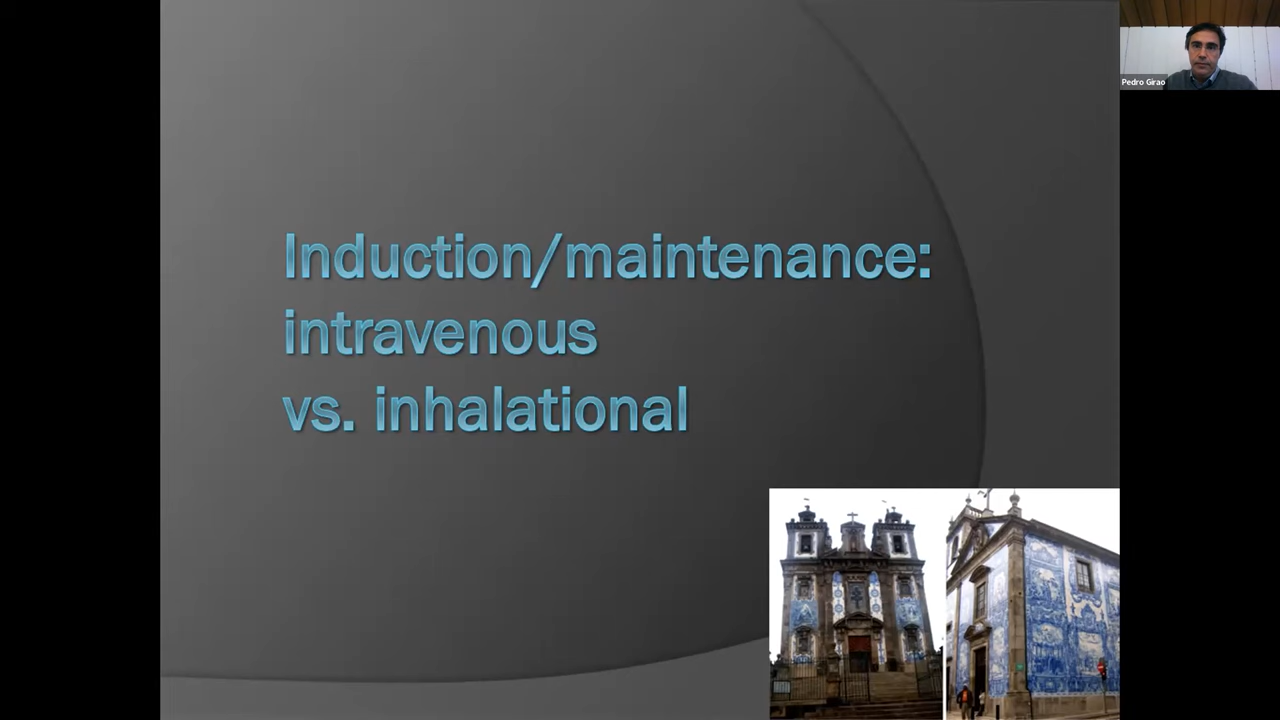 Induction/maintenance:
intravenous
vs. inhalational
Pedro Girao